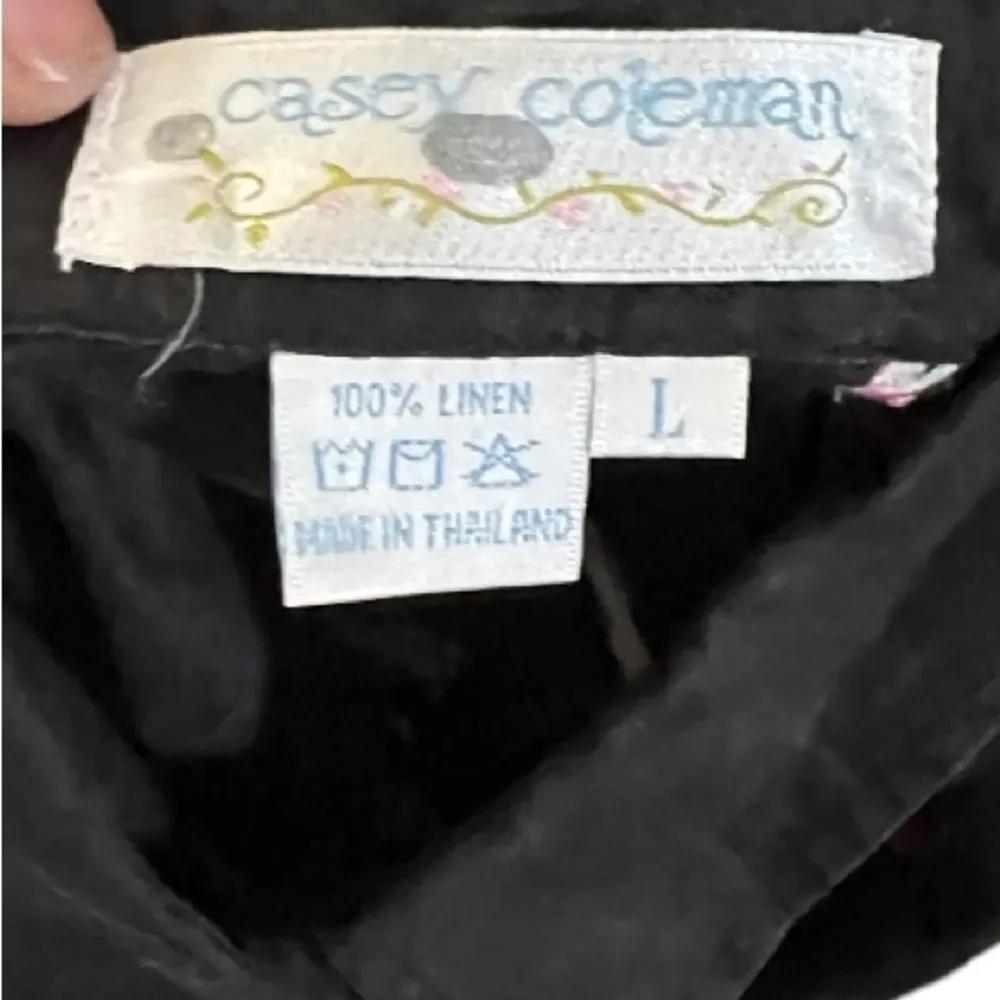 casey coleman
100% LINEN
L
MADE IN THAILAND